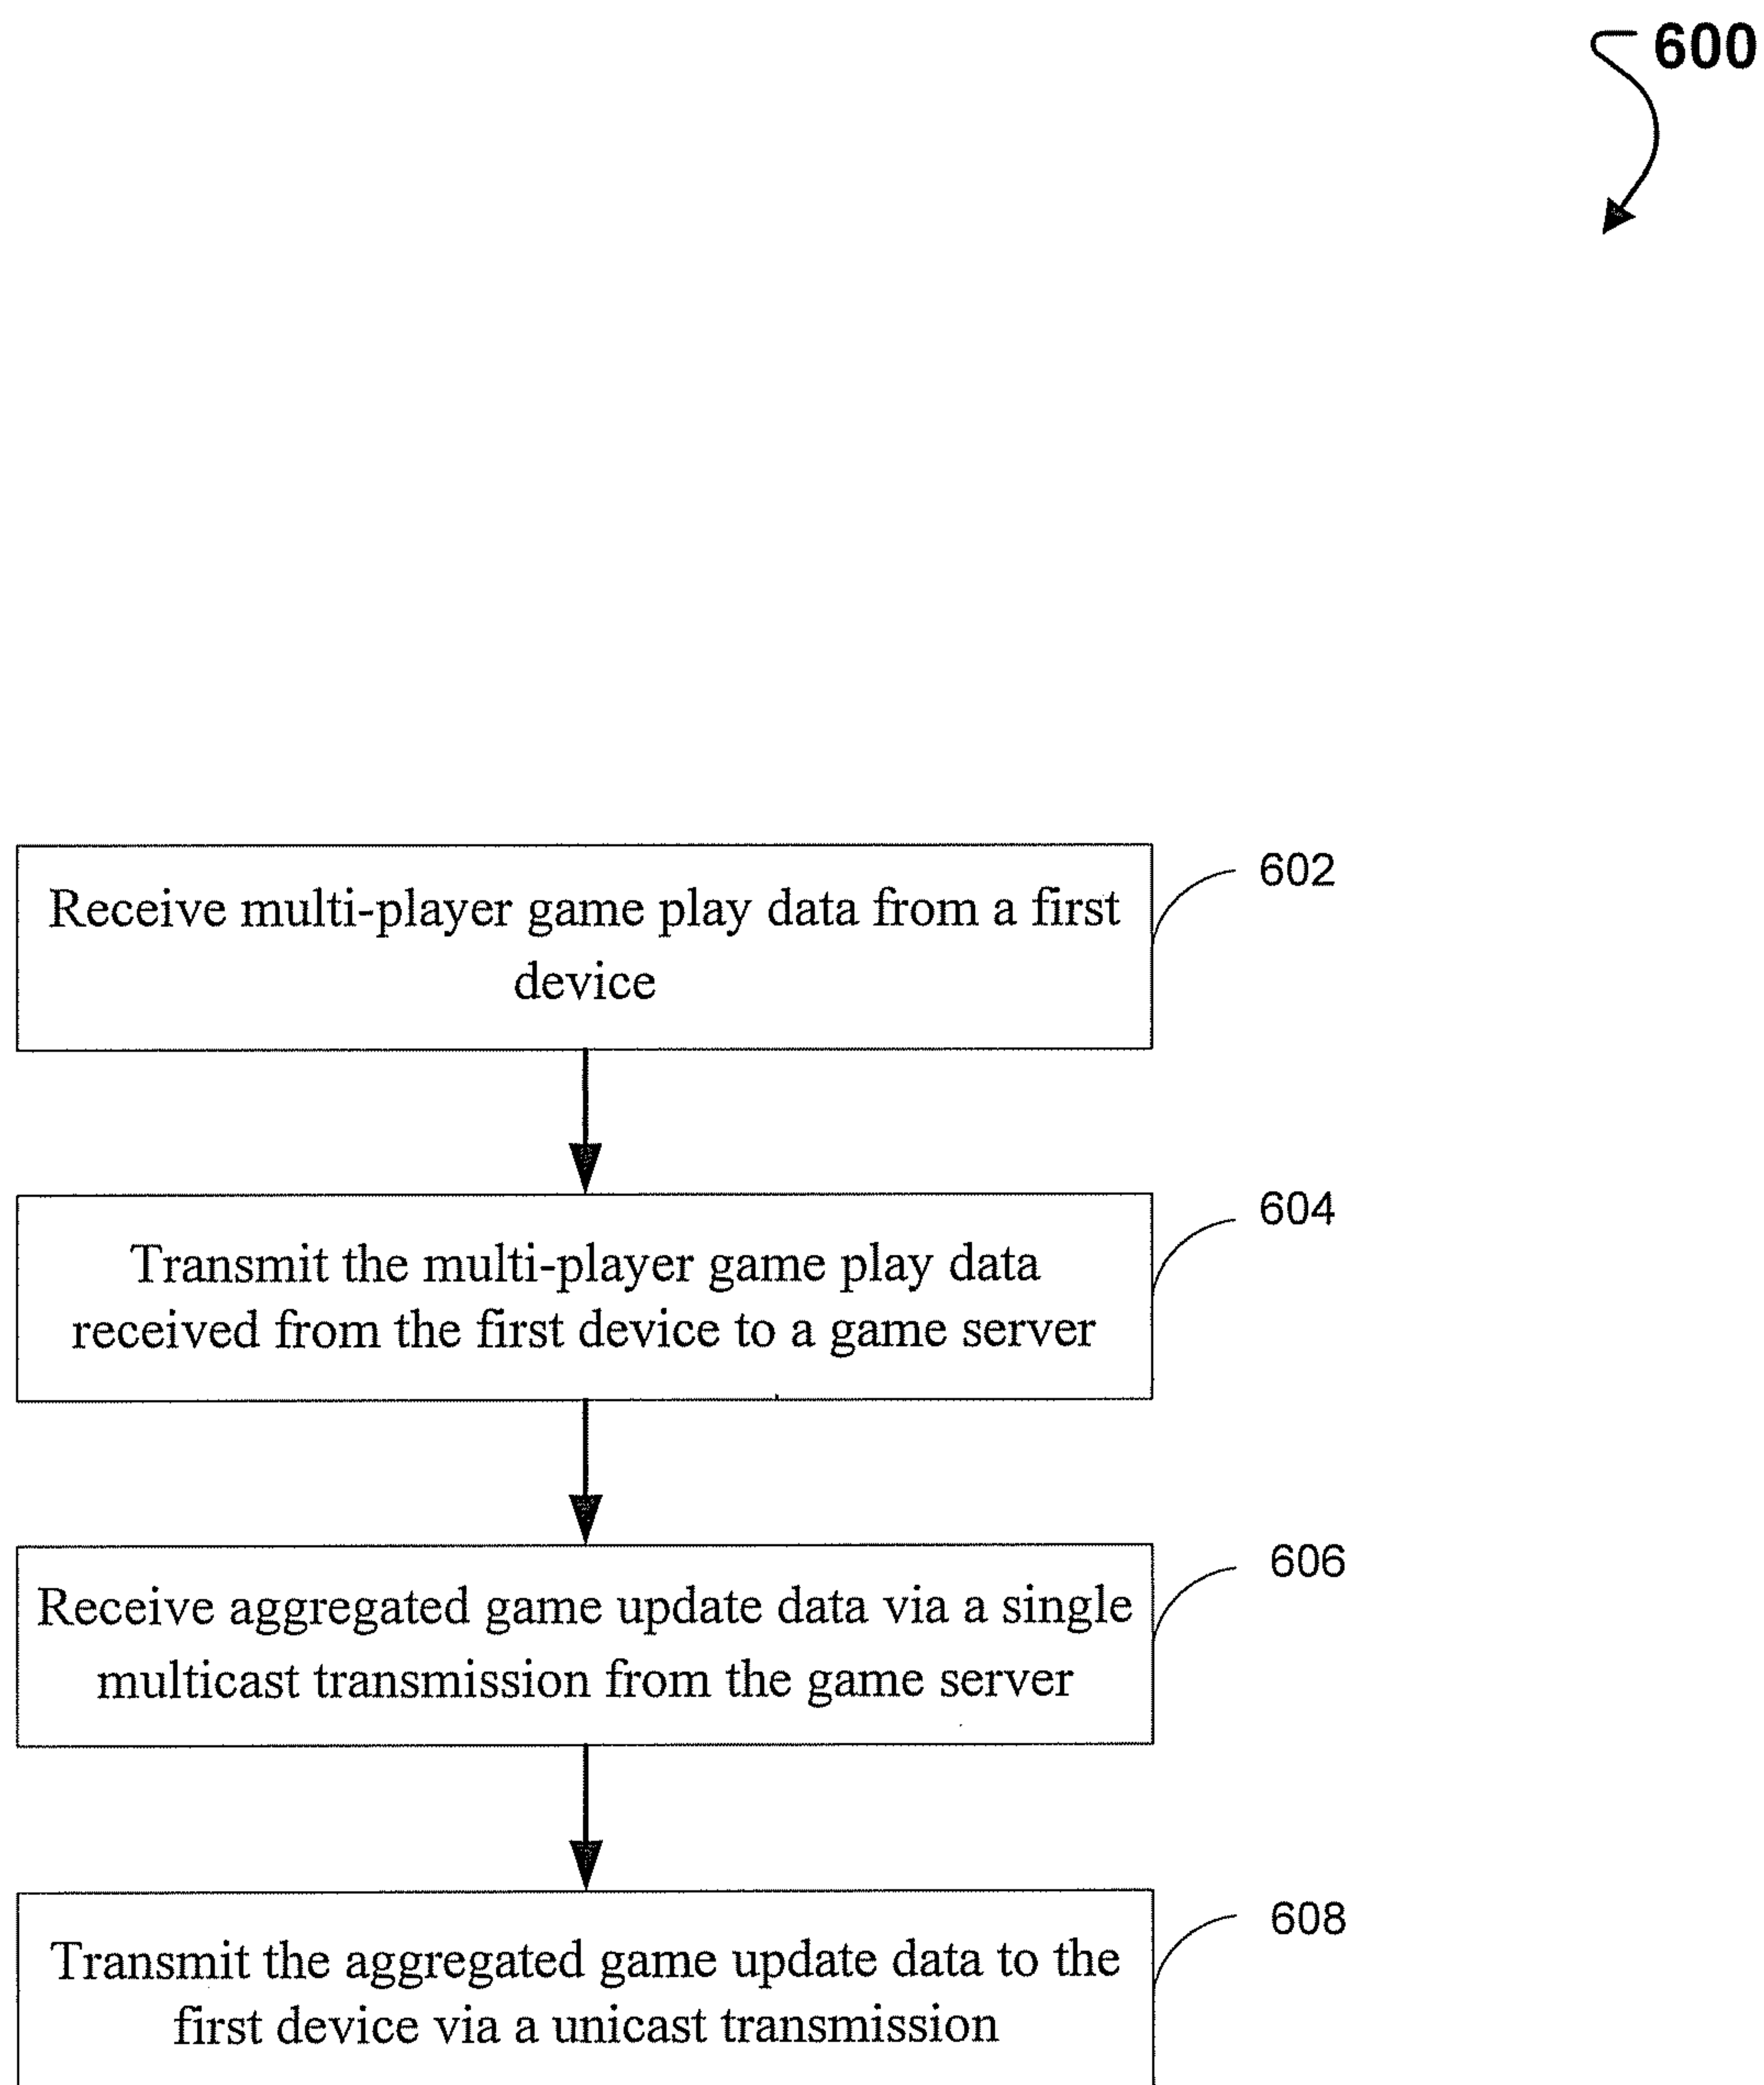 600
Receive multi-player game play data from a first
device
602
Transmit the multi-player game play data
received from the first device to a game server
604
Receive aggregated game update data via a single
multicast transmission from the game server
606
Transmit the aggregated game update data to the
first device via a unicast transmission
608